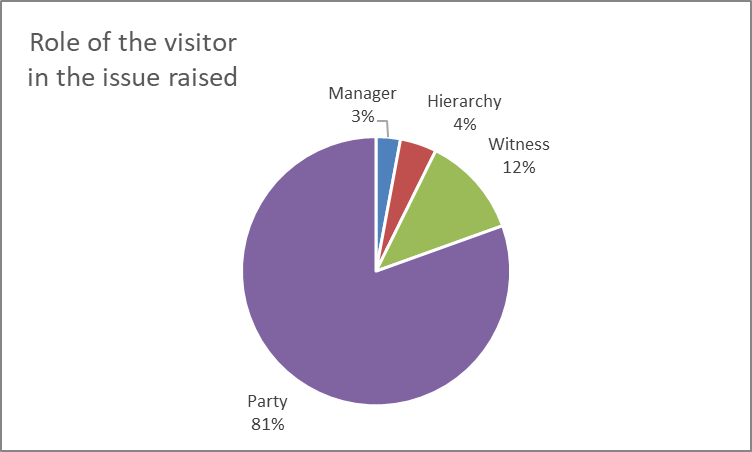 Role of the visitor
in the issue raised
Manager
3%
Hierarchy
4%
Witness
12%
Party
81%